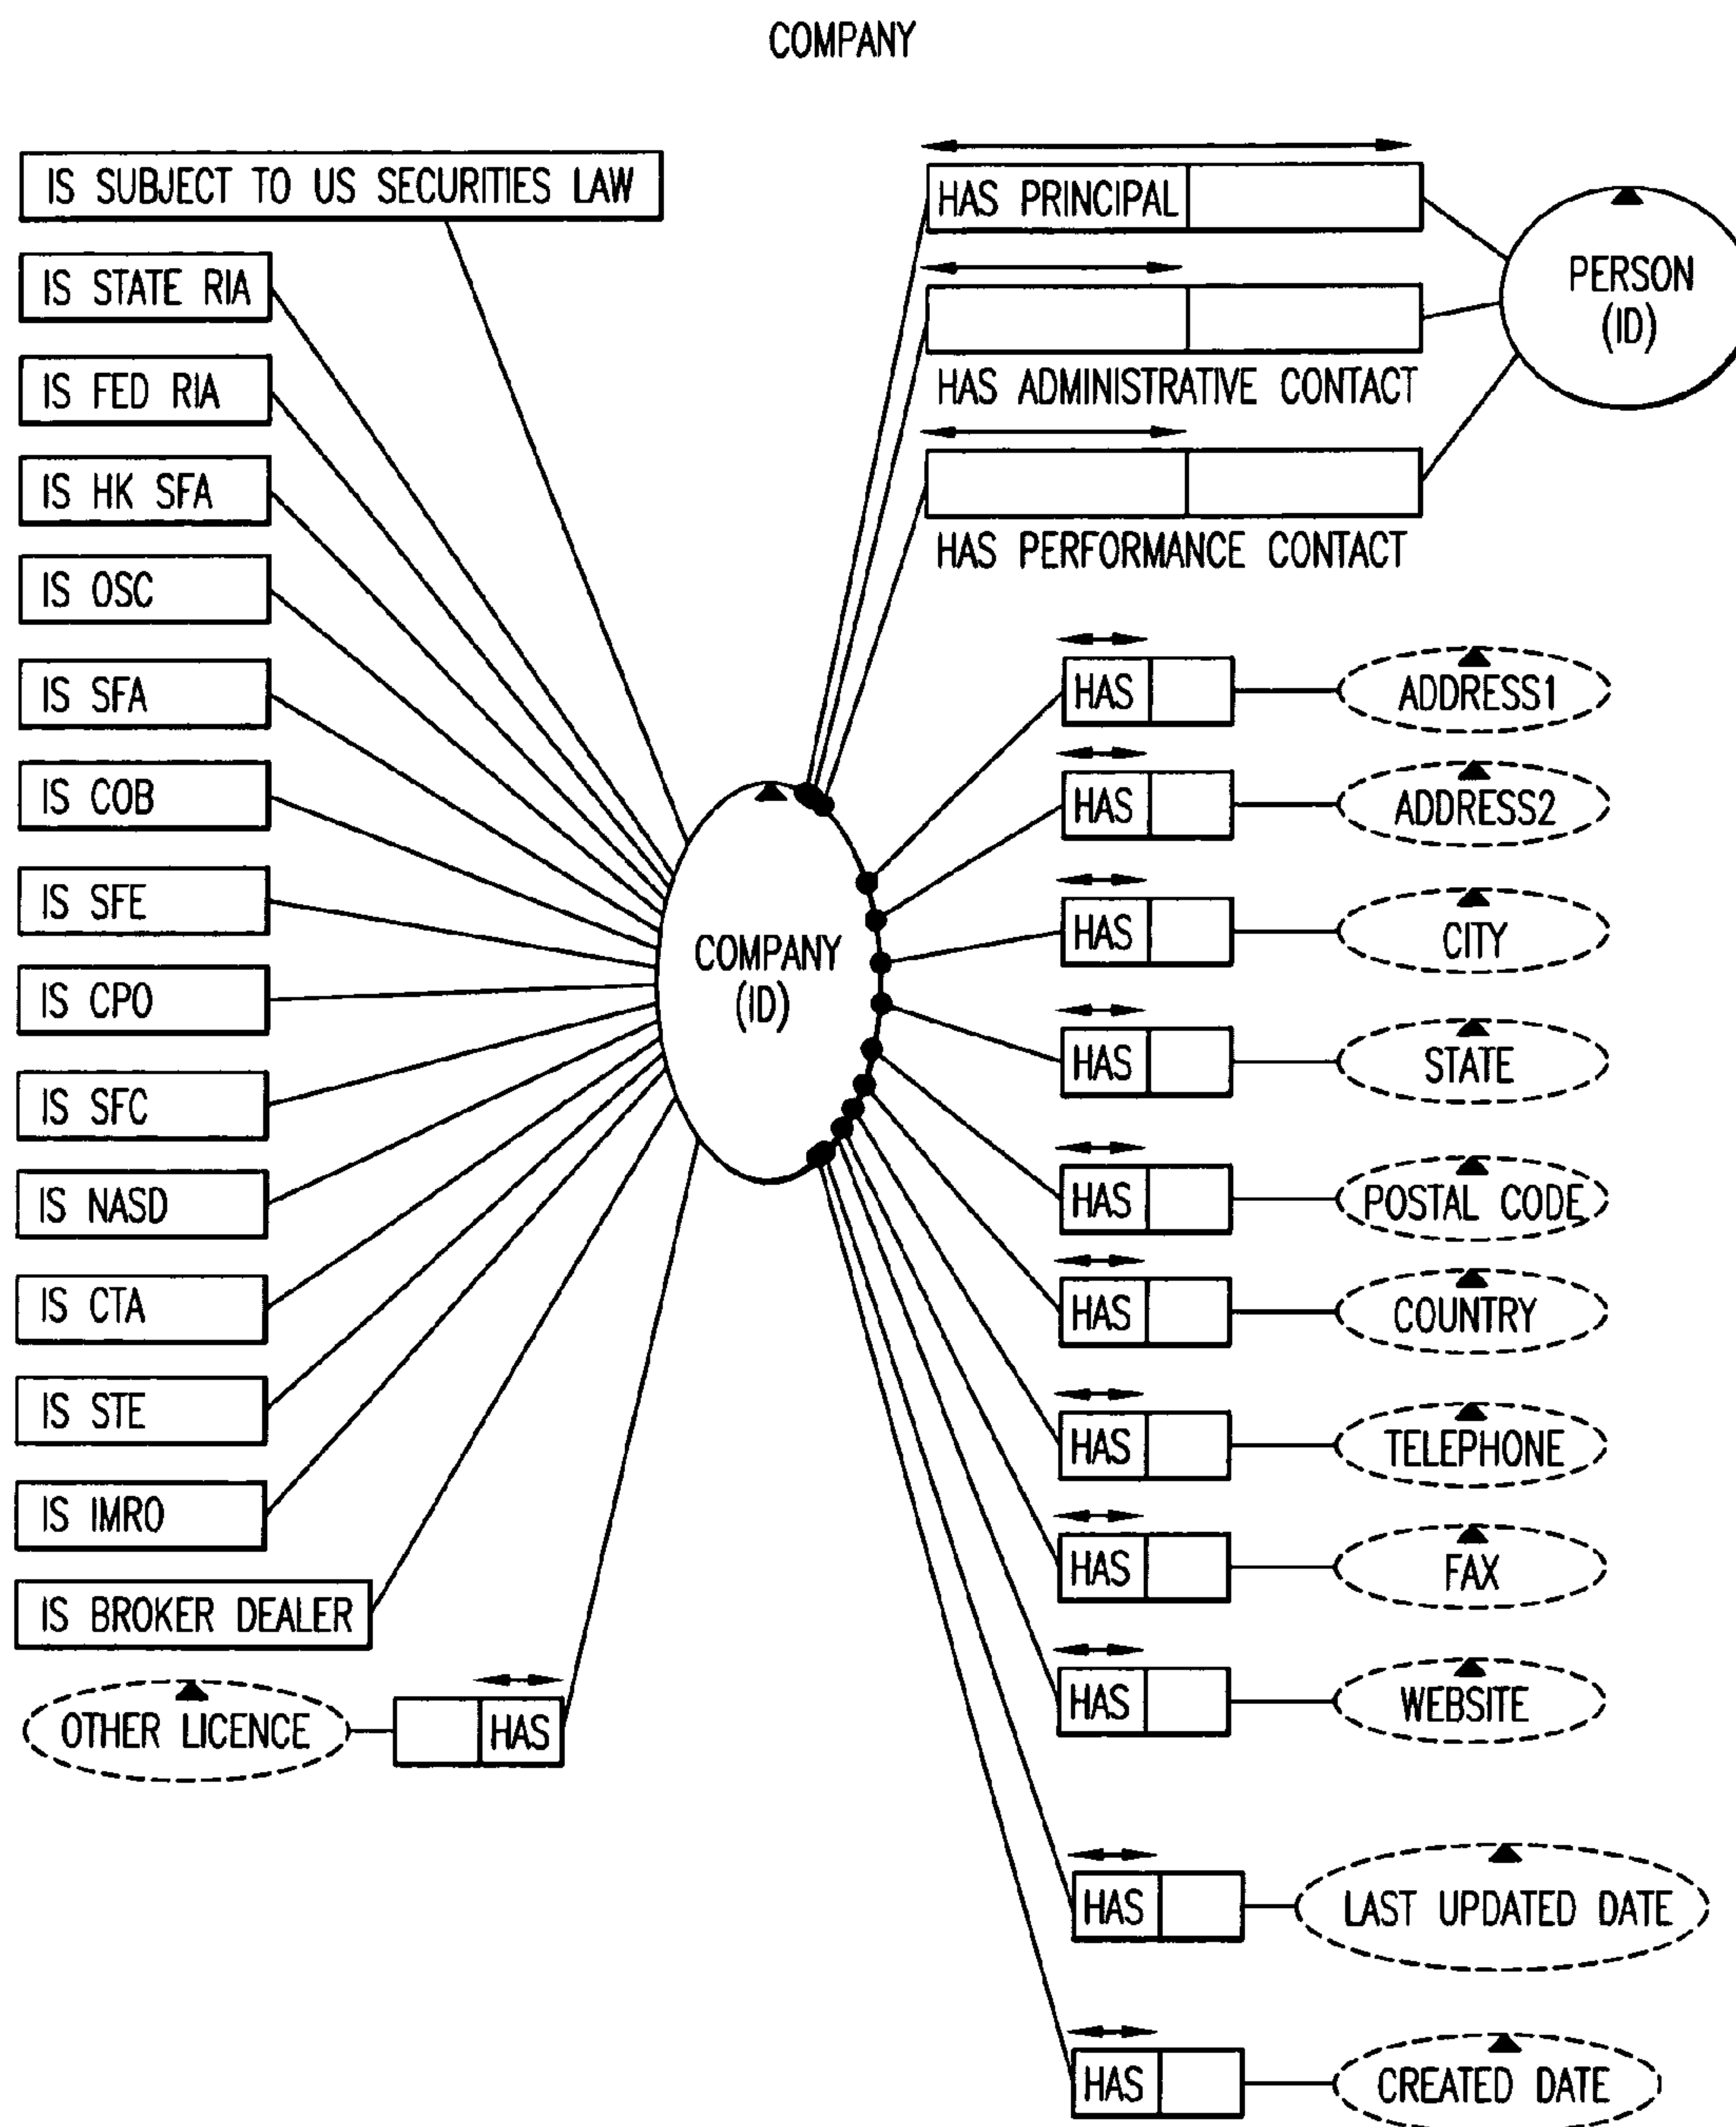 COMPANY
IS SUBJECT TO US SECURITIES LAW
IS STATE RIA
IS FED RIA
IS HK SFA
IS OSC
IS SFA
IS COB
IS SFE
IS CPO
IS SFC
IS NASD
IS CTA
IS STE
IS IMRO
IS BROKER DEALER
OTHER LICENCE
HAS
COMPANY
(ID)
HAS PRINCIPAL
HAS ADMINISTRATIVE CONTACT
HAS PERFORMANCE CONTACT
PERSON
(ID)
HAS ADDRESS1
HAS ADDRESS2
HAS CITY
HAS STATE
HAS POSTAL CODE
HAS COUNTRY
HAS TELEPHONE
HAS FAX
HAS WEBSITE
HAS LAST UPDATED DATE
HAS CREATED DATE